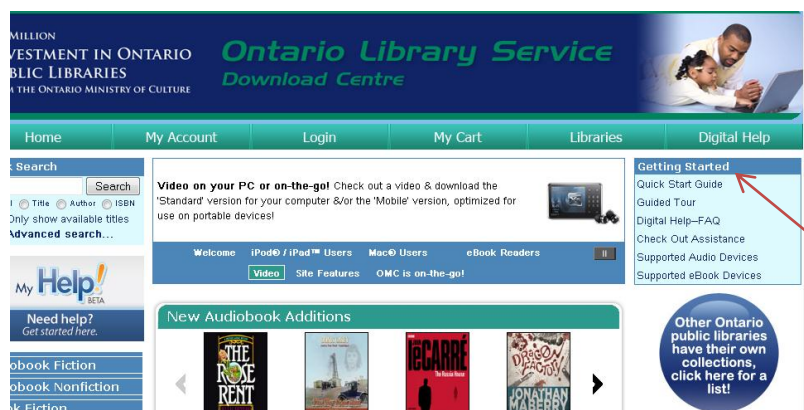 MILLION
VESTMENT IN ONTARIO
BLIC LIBRARIES
M THE ONTARIO MINISTRY OF CULTURE
Ontario Library Service
Download Centre
Home My Account Login My Cart Libraries Digital Help
Search
Search
Title Author ISBN
Only show available titles
Advanced search...
My Help!
BETA
Need help?
Get started here.
obook Fiction
obook Nonfiction
ok Fiction
Video on your PC or on-the-go! Check out a video & download the
'Standard' version for your computer &/or the 'Mobile' version, optimized for
use on portable devices!
Welcome iPod® / iPad™ Users Mac® Users eBook Readers
Video Site Features OMC is on-the-go!
New Audiobook Additions
THE
ROSE
RENT
leCARRÉ
The Russia House
DRAGON
FACTORY
JONATHAN
MABERRY
Getting Started
Quick Start Guide
Guided Tour
Digital Help–FAQ
Check Out Assistance
Supported Audio Devices
Supported eBook Devices
Other Ontario
public libraries
have their own
collections,
click here for a
list!